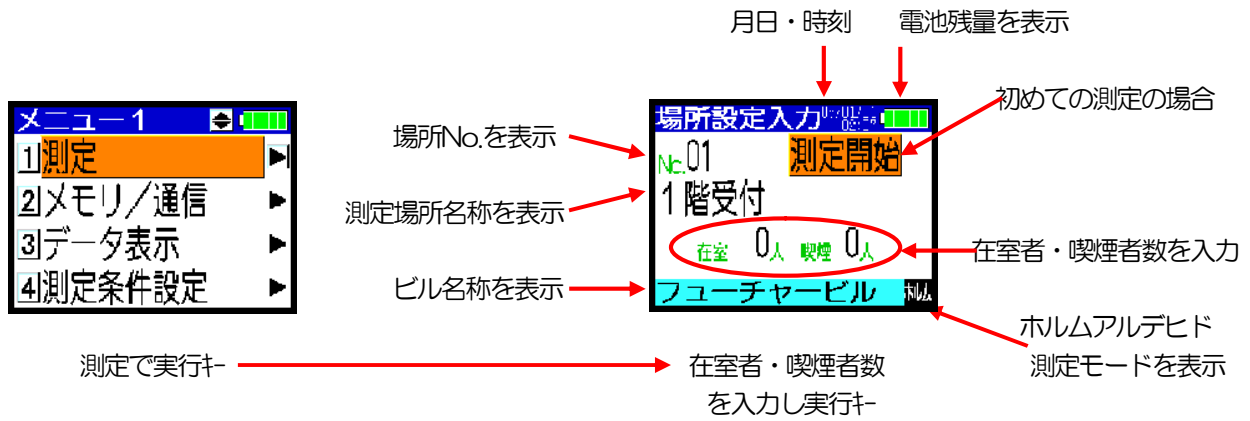 月日・時刻
電池残量を表示
初めての測定の場合
メニュー1
1測定
2メモリ／通信
3データ表示
4測定条件設定
場所No.を表示
測定場所名称を表示
ビル名称を表示
場所設定入力
No.01 測定開始
1階受付
在室 0人 喫煙 0人
フューチャービル ホルム
在室者・喫煙者数を入力
ホルムアルデヒド
測定モードを表示
測定で実行ｷｰ
在室者・喫煙者数
を入力し実行ｷｰ